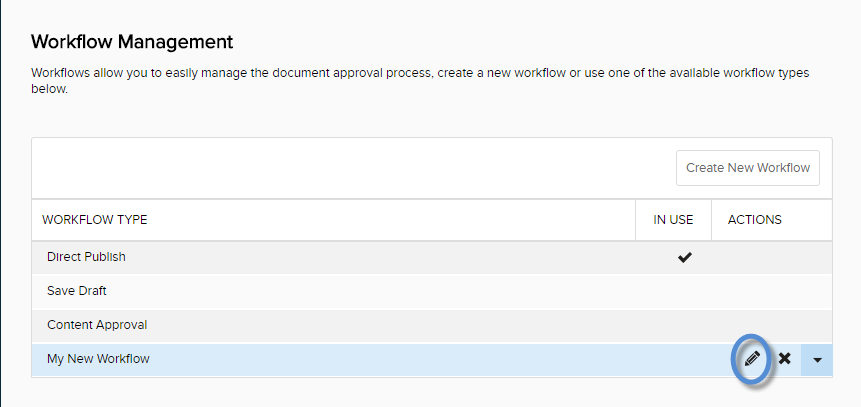 Workflow Management
Workflows allow you to easily manage the document approval process, create a new workflow or use one of the available workflow types
below.
Create New Workflow
WORKFLOW TYPE IN USE ACTIONS
Direct Publish
Save Draft
Content Approval
My New Workflow